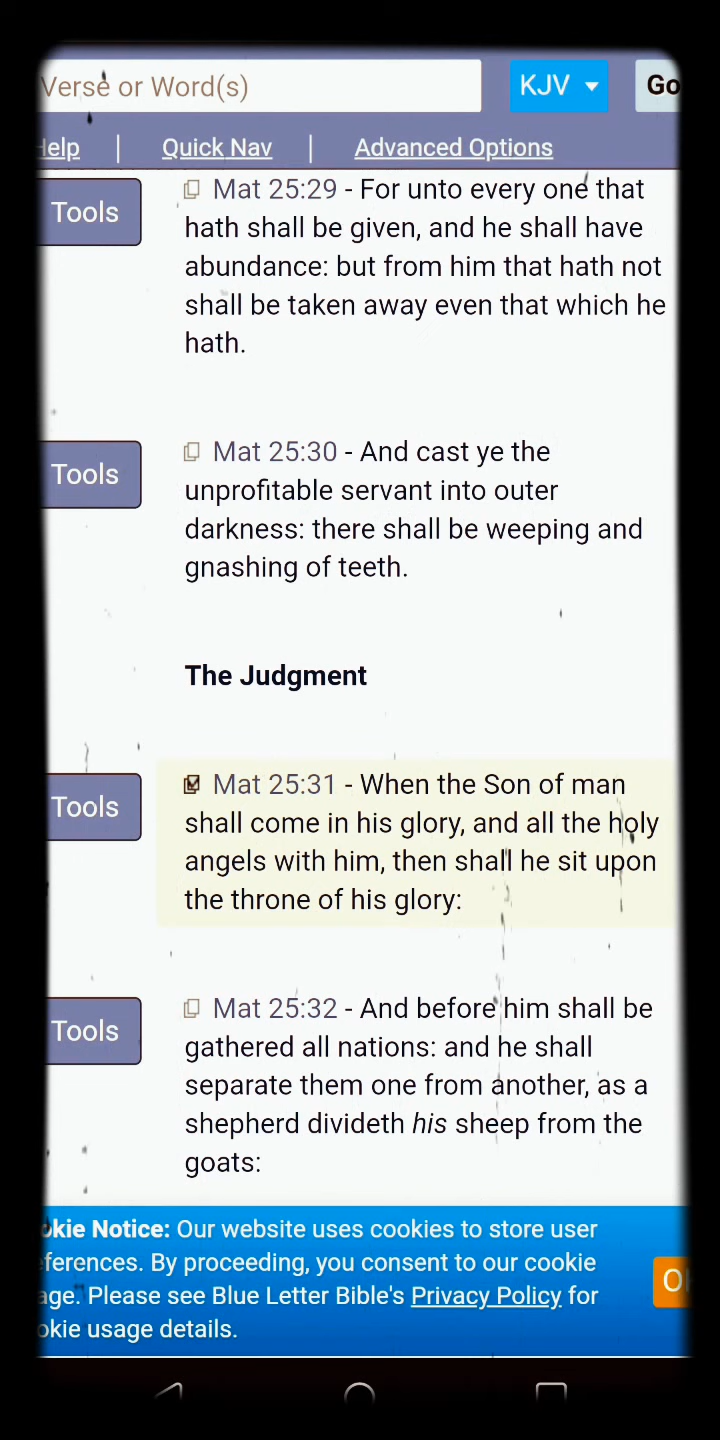 Verse or Word(s)
KJV
Go
Help | Quick Nav | Advanced Options
Tools
Mat 25:29 - For unto every one that
hath shall be given, and he shall have
abundance: but from him that hath not
shall be taken away even that which he
hath.
Tools
Mat 25:30 - And cast ye the
unprofitable servant into outer
darkness: there shall be weeping and
gnashing of teeth.
The Judgment
Tools
Mat 25:31 - When the Son of man
shall come in his glory, and all the holy
angels with him, then shall he sit upon
the throne of his glory:
Tools
Mat 25:32 - And before him shall be
gathered all nations: and he shall
separate them one from another, as a
shepherd divideth his sheep from the
goats:
okie Notice: Our website uses cookies to store user
ferences. By proceeding, you consent to our cookie
age. Please see Blue Letter Bible's Privacy Policy for
okie usage details.
OK